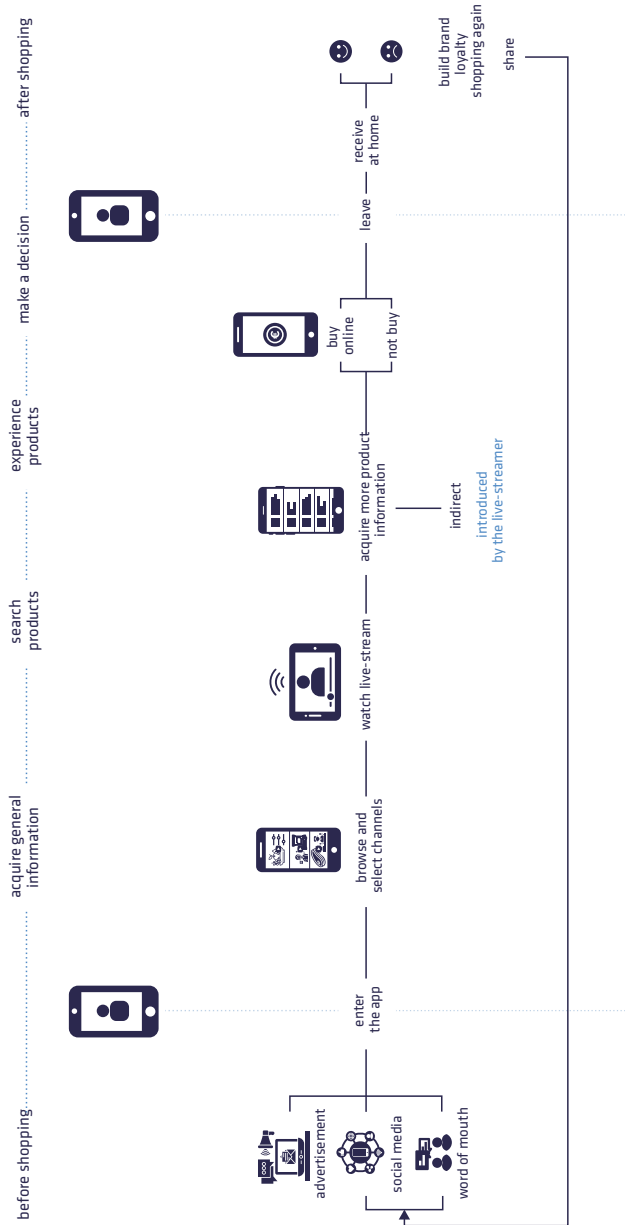 before shopping
acquire general
information
search
products
experience
products
make a decision
after shopping
advertisement
social media
word of mouth
enter
the app
browse and
select channels
watch live-stream
acquire more product
information
indirect
introduced
by the live-streamer
buy
online
not buy
leave
receive
at home
build brand
loyalty
shopping again
share